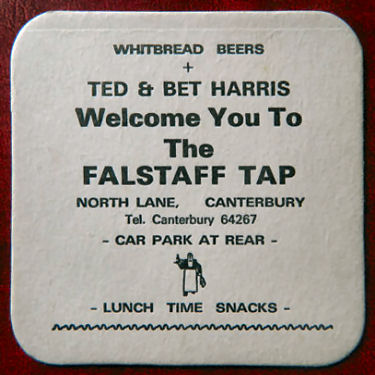 WHITBREAD BEERS
+
TED & BET HARRIS
Welcome You To
The
FALSTAFF TAP
NORTH LANE, CANTERBURY
Tel. Canterbury 64267
- CAR PARK AT REAR -
- LUNCH TIME SNACKS -